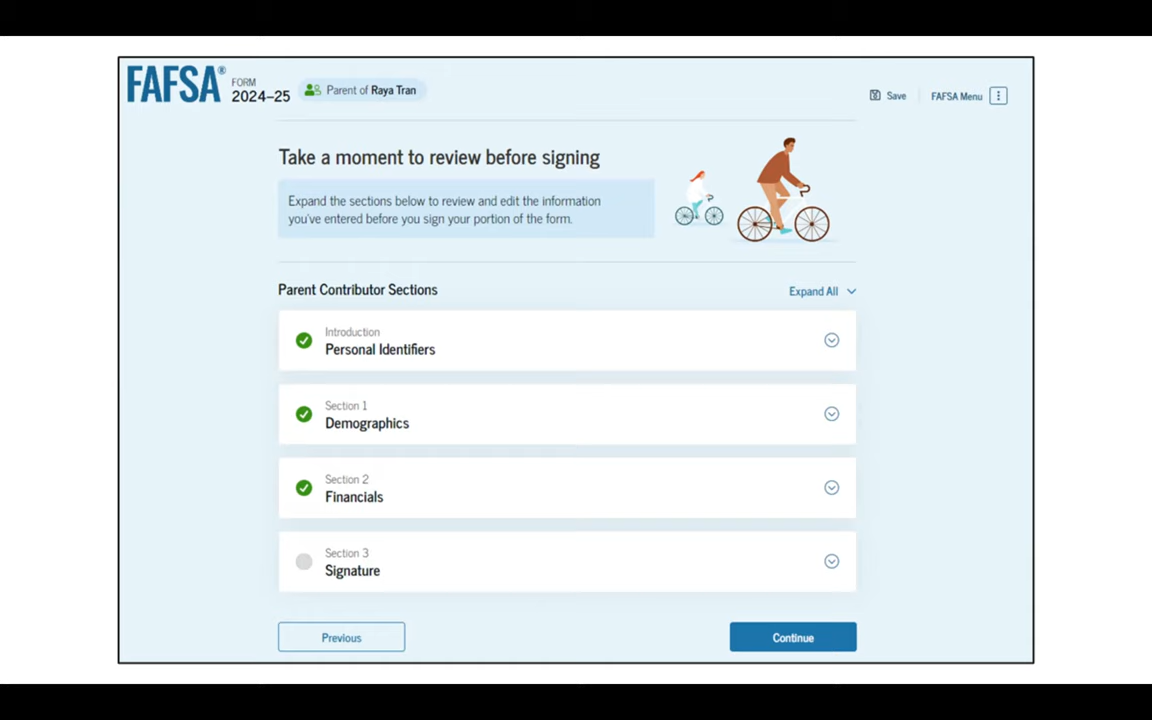 FAFSA®
FORM
2024–25
Parent of Raya Tran
Save
FAFSA Menu
Take a moment to review before signing
Expand the sections below to review and edit the information
you've entered before you sign your portion of the form.
Parent Contributor Sections
Expand All
Introduction
Personal Identifiers
Section 1
Demographics
Section 2
Financials
Section 3
Signature
Previous
Continue